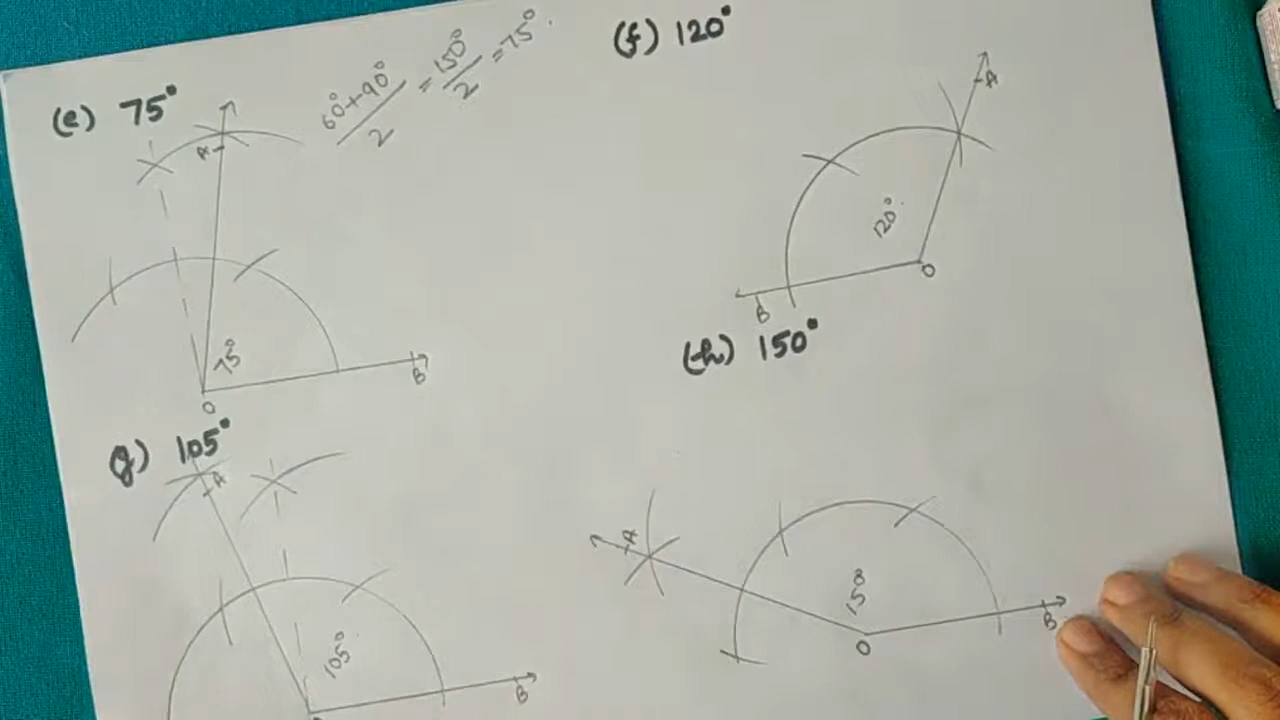 (e) 75°
60°+90°/2 = 150°/2 = 75°.
A
75°
O
B
(f) 120°
A
120°
O
B
(g) 105°
A
105°
B
(h) 150°
A
150
O
B